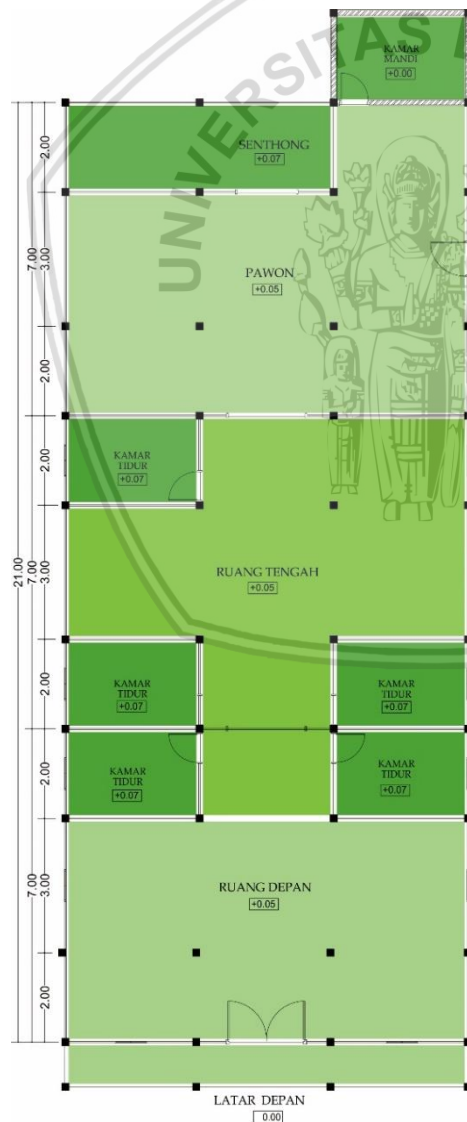 UNIVERSITAS B
KAMAR
MANDI
+0.00
SENTHONG
+0.07
PAWON
+0.05
KAMAR
TIDUR
+0.07
RUANG TENGAH
+0.05
KAMAR
TIDUR
+0.07
KAMAR
TIDUR
+0.07
KAMAR
TIDUR
+0.07
KAMAR
TIDUR
+0.07
RUANG DEPAN
+0.05
LATAR DEPAN
0.00
21.00
7.00
7.00
7.00
2.00
3.00
2.00
2.00
3.00
2.00
2.00
3.00
2.00